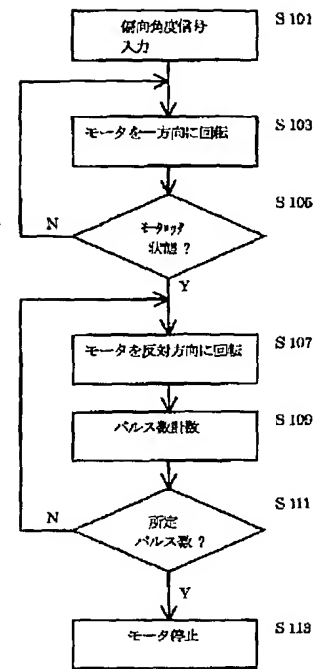 偏向角度信号 S101
入力
モータを一方向に回転 S103
S105
モータロック
状態?
N
Y
モータを反対方向に回転 S107
パルス数計数 S109
S111
所定
パルス数?
N
Y
モータ停止 S113